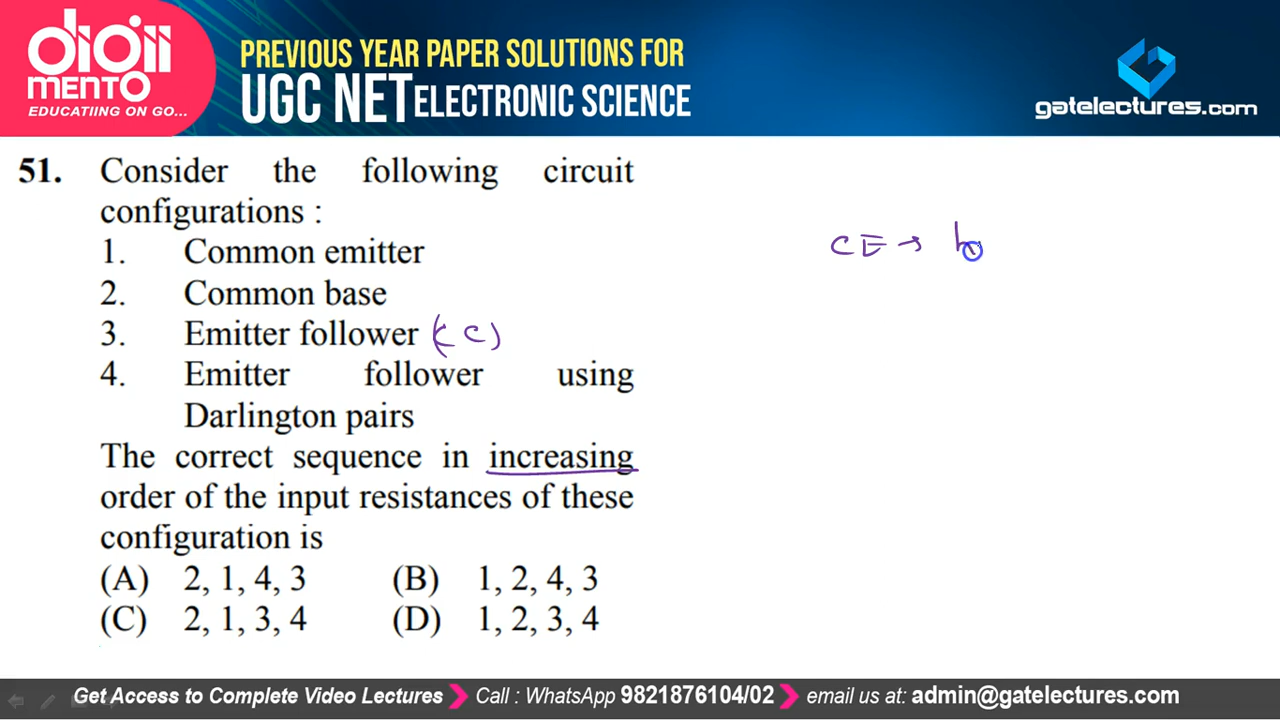 dıgıı
MENTO
EDUCATIING ON GO...
PREVIOUS YEAR PAPER SOLUTIONS FOR
UGC NET ELECTRONIC SCIENCE
gatelectures.com
51. Consider the following circuit
configurations :
1. Common emitter
2. Common base
3. Emitter follower (CC)
4. Emitter follower using
Darlington pairs
The correct sequence in increasing
order of the input resistances of these
configuration is
(A) 2, 1, 4, 3 (B) 1, 2, 4, 3
(C) 2, 1, 3, 4 (D) 1, 2, 3, 4
CE →
Get Access to Complete Video Lectures Call : WhatsApp 9821876104/02 email us at: admin@gatelectures.com